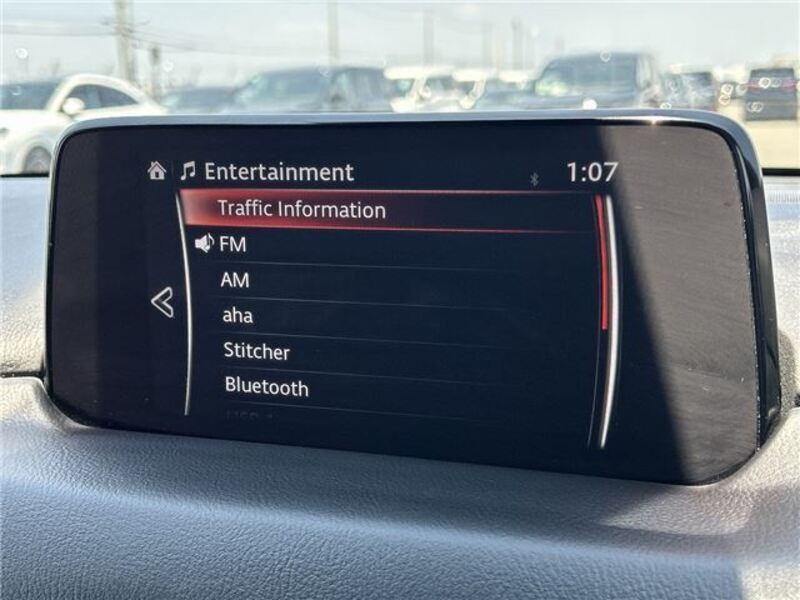 Entertainment 1:07
Traffic Information
FM
AM
aha
Stitcher
Bluetooth